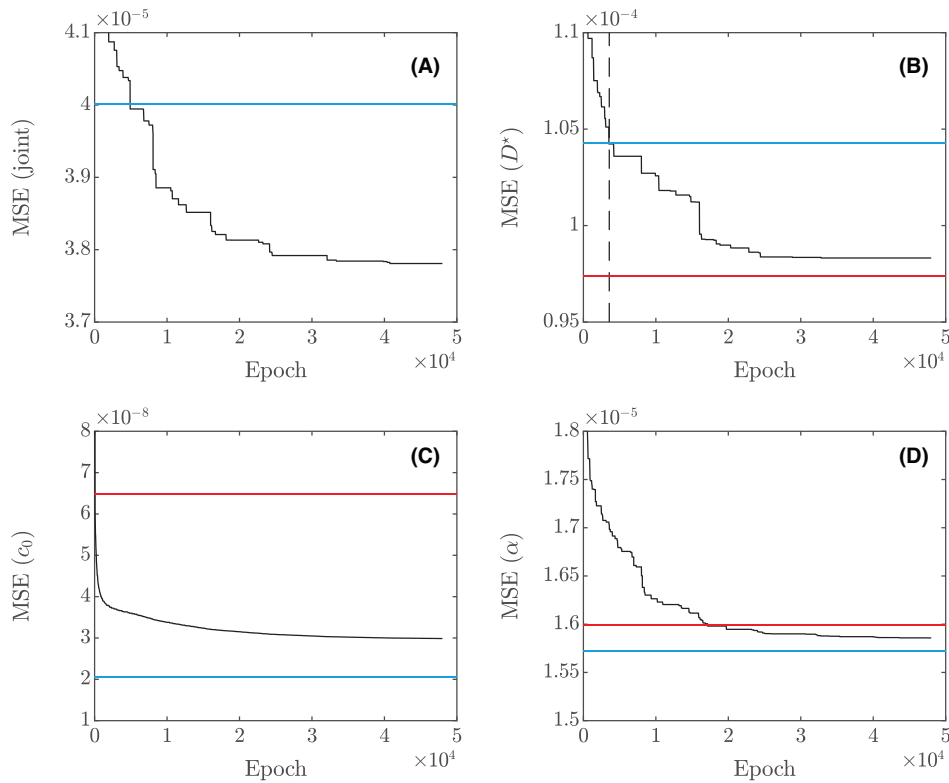 ×10⁻⁵
4.1
4
3.9
3.8
3.7
MSE (joint)
(A)
0 1 2 3 4 5
Epoch
×10⁴
×10⁻⁴
1.1
1.05
1
0.95
MSE (D⋆)
(B)
0 1 2 3 4 5
Epoch
×10⁴
×10⁻⁸
8
7
6
5
4
3
2
1
MSE (c₀)
(C)
0 1 2 3 4 5
Epoch
×10⁴
×10⁻⁵
1.8
1.75
1.7
1.65
1.6
1.55
1.5
MSE (α)
(D)
0 1 2 3 4 5
Epoch
×10⁴